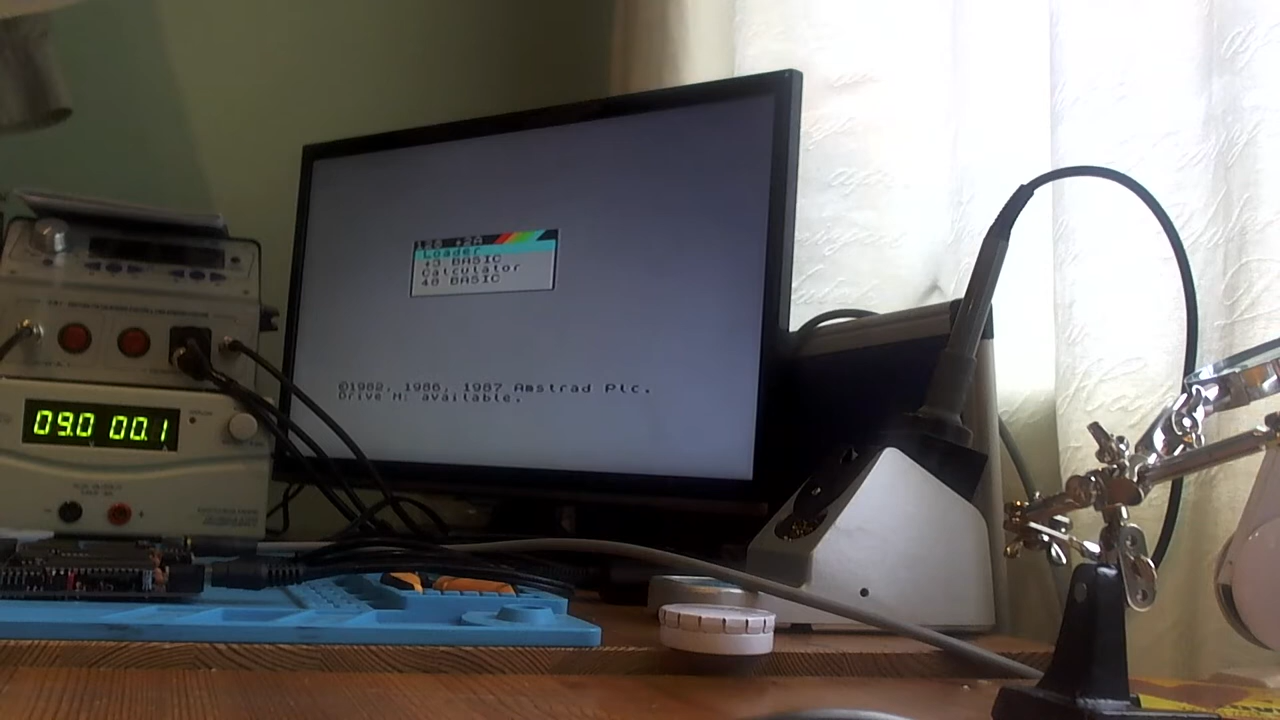 128 +2A
Loader
+3 BASIC
Calculator
48 BASIC
©1982, 1986, 1987 Amstrad Plc.
Drive M: available.
09.0 00.1